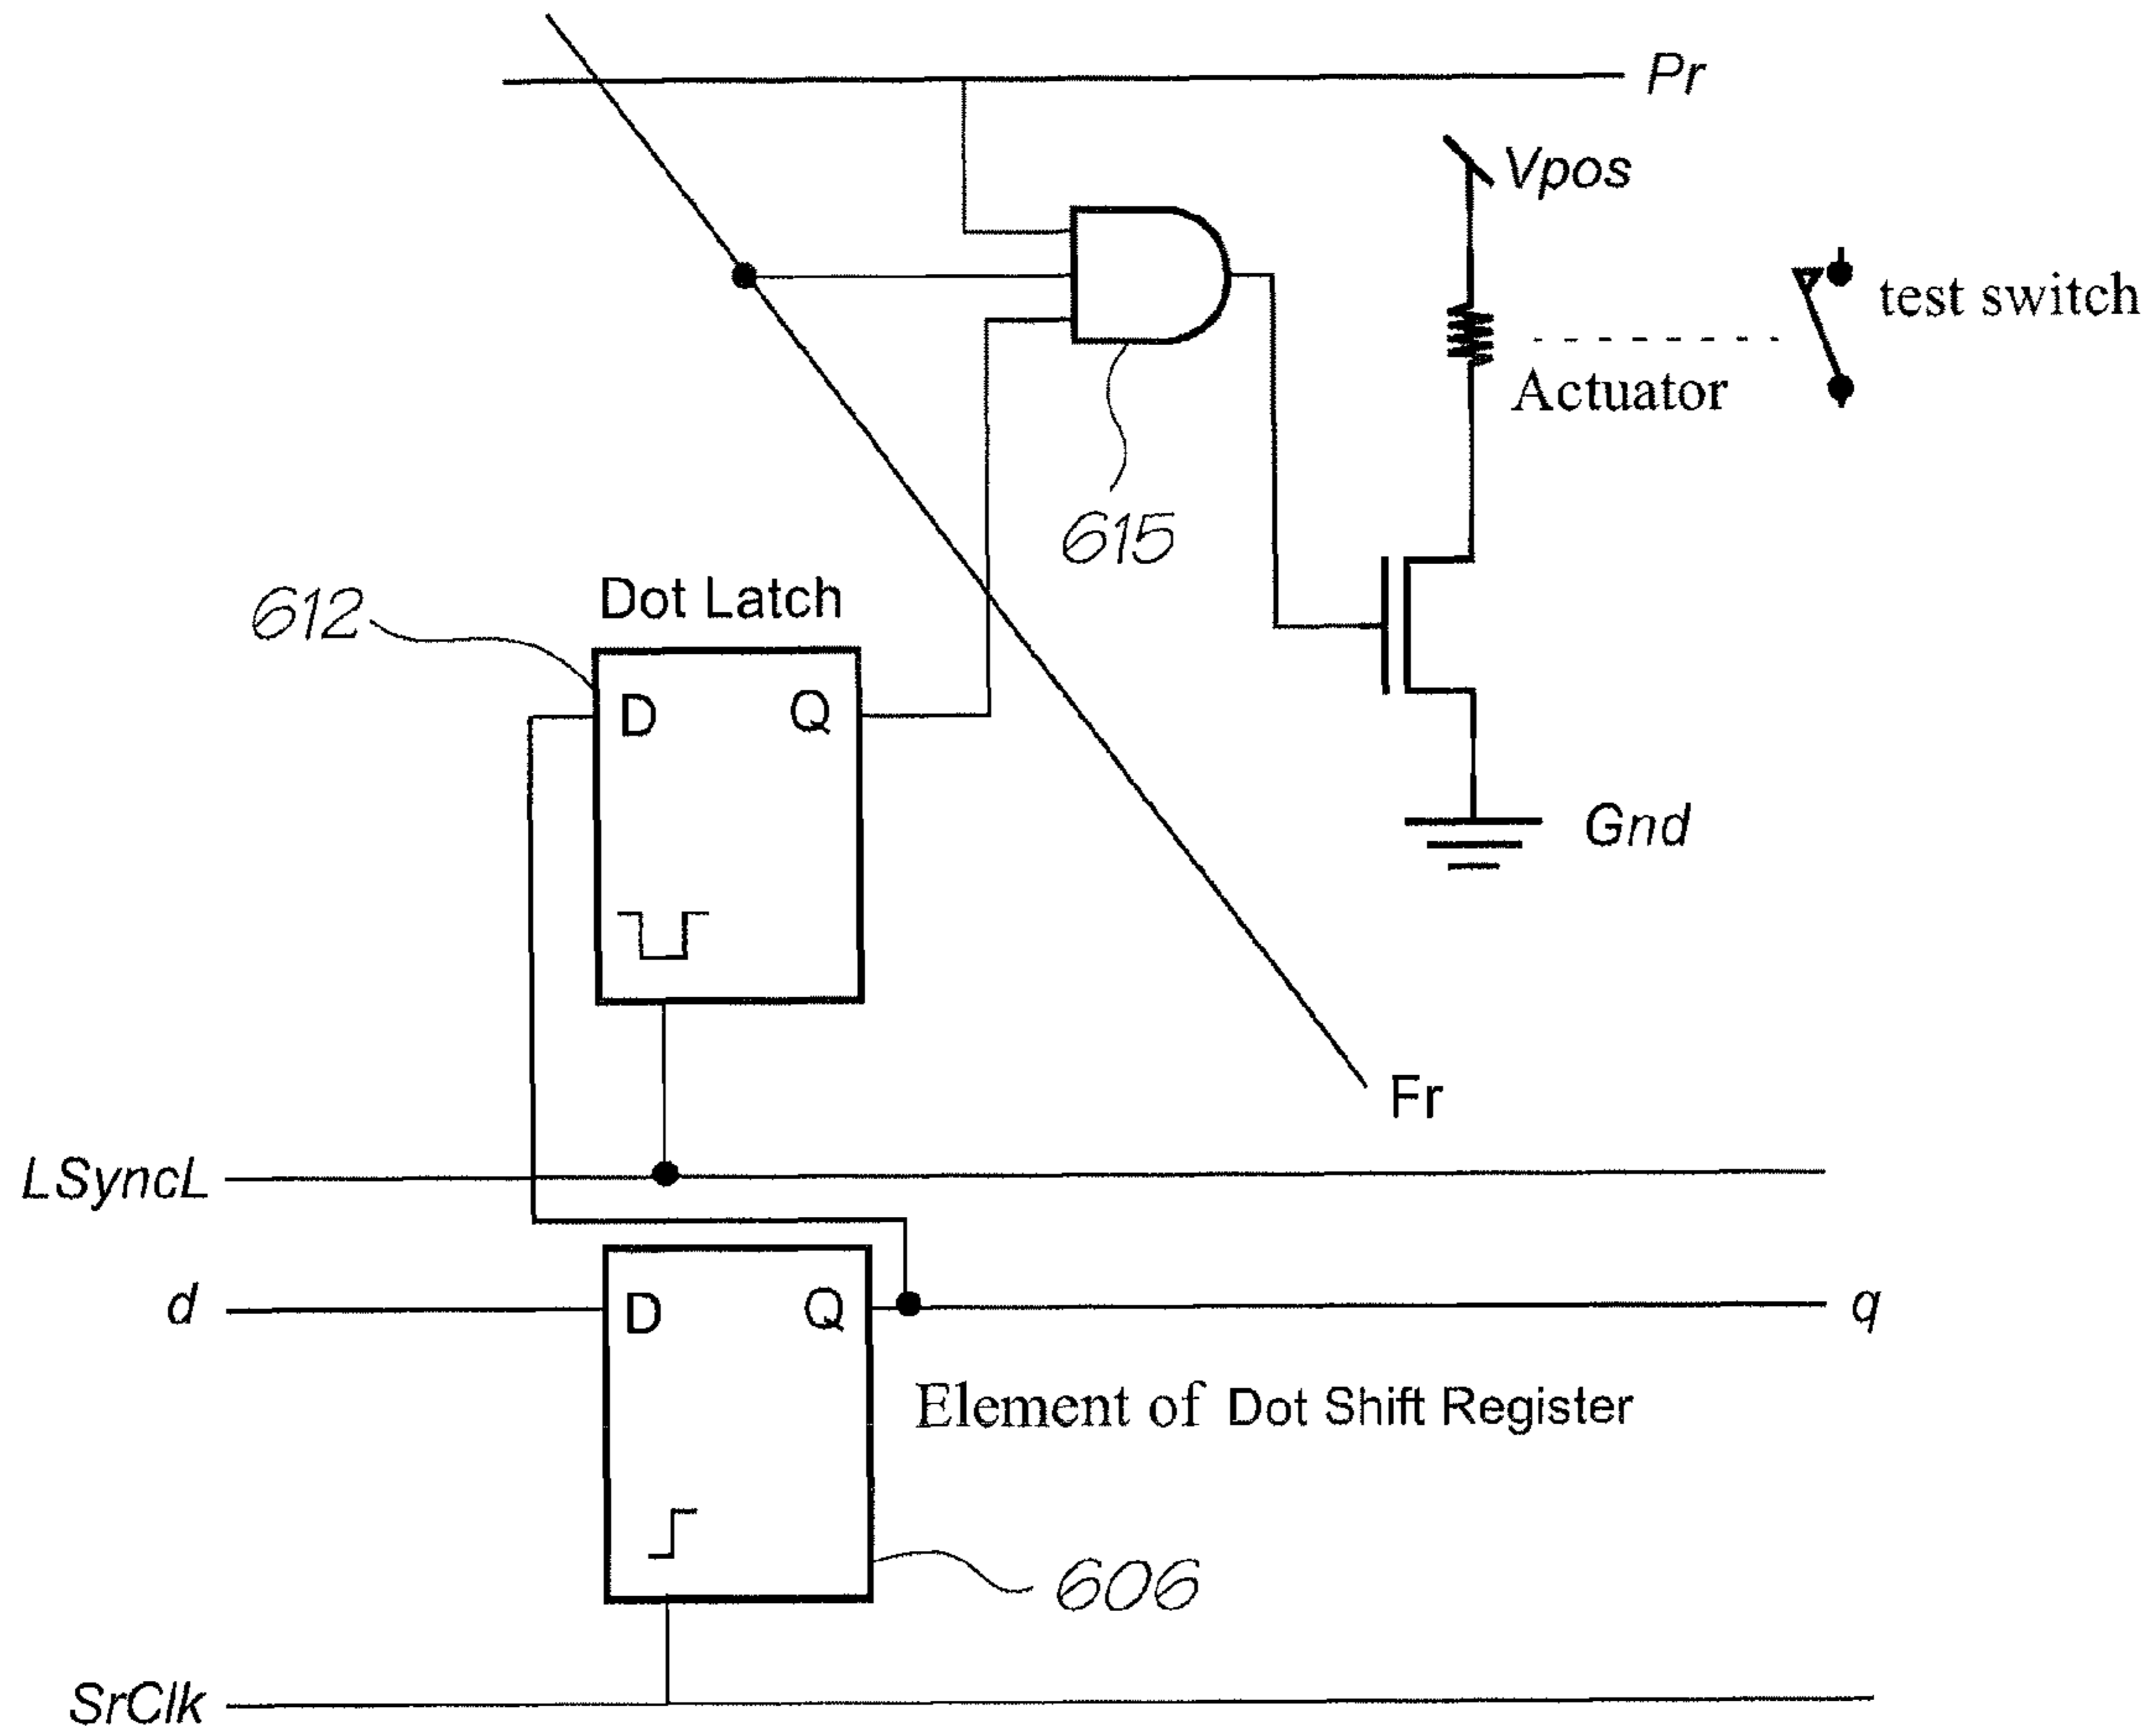 Pr
Vpos
test switch
Actuator
615
612
Dot Latch
D Q
Gnd
Fr
LSyncL
d
D Q
q
Element of Dot Shift Register
606
SrClk